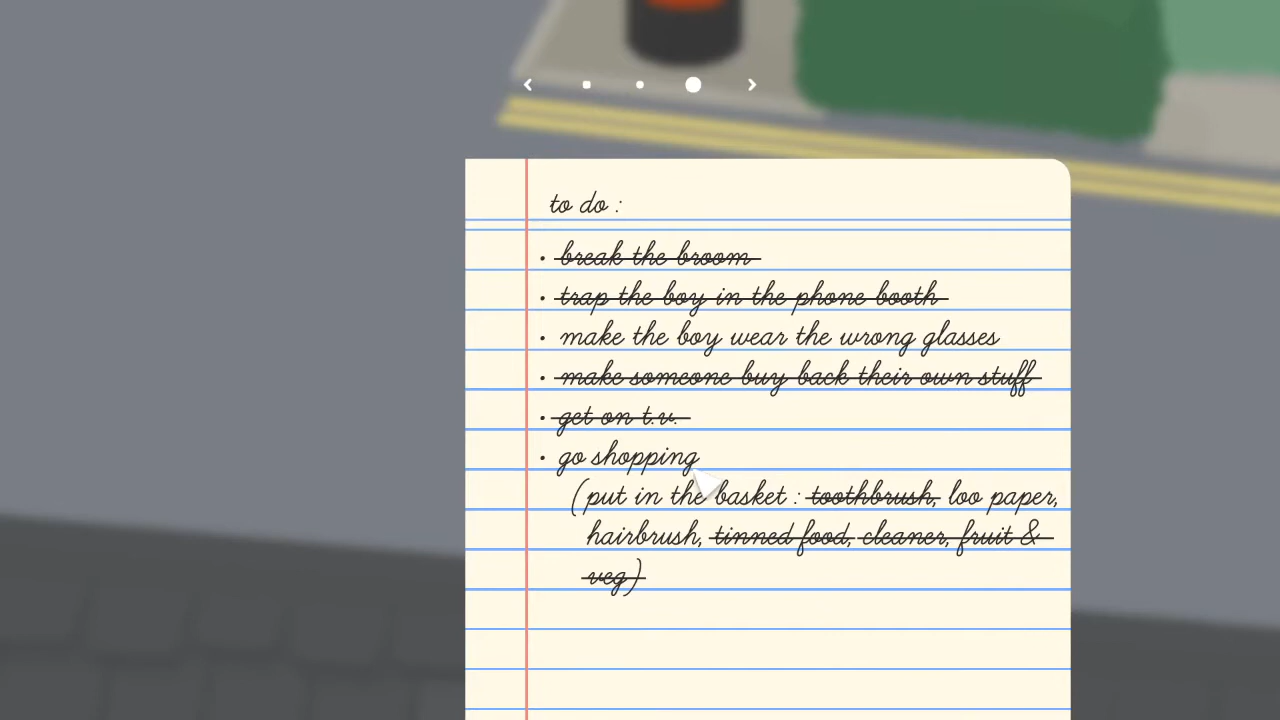 to do :
• break the broom
• trap the boy in the phone booth
• make the boy wear the wrong glasses
• make someone buy back their own stuff
• get on t.v.
• go shopping
(put in the basket : toothbrush, loo paper,
hairbrush, tinned food, cleaner, fruit &
veg)